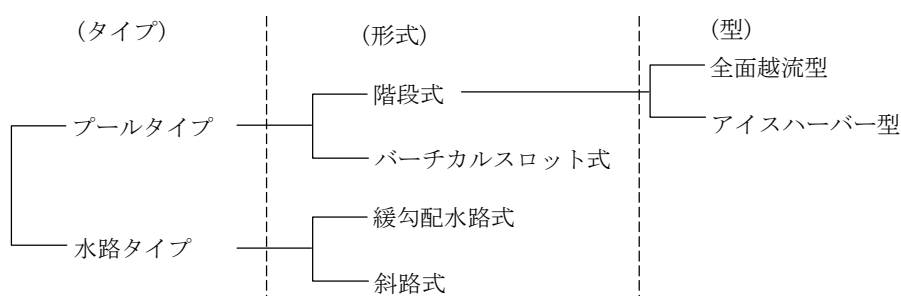 (タイプ)
(形式)
(型)
全面越流型
階段式
アイスハーバー型
プールタイプ
バーチカルスロット式
緩勾配水路式
水路タイプ
斜路式